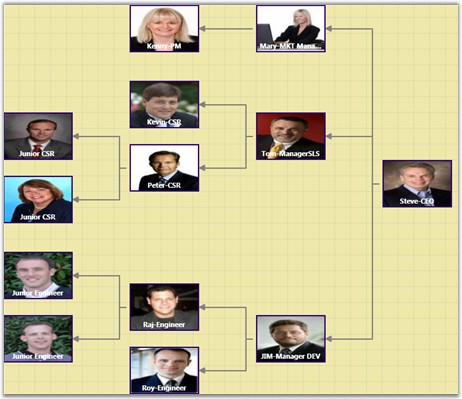 Kenny-PM
Mary-MKT Mana...
Kevin-CSR
Junior CSR
Tom-ManagerSLS
Peter-CSR
Steve-CEO
Junior CSR
Junior Engineer
Raj-Engineer
Junior Engineer
JIM-Manager DEV
Roy-Engineer